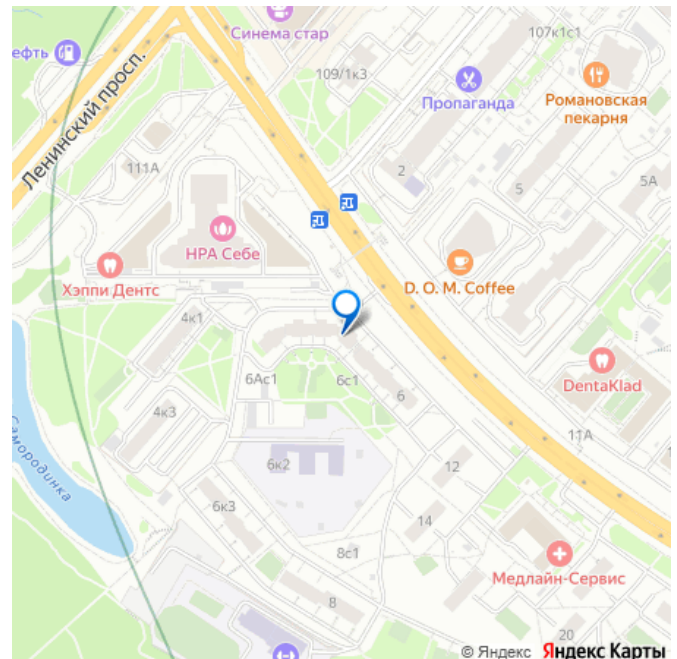 107к1с1
Синема стар
ефть
109/1к3
Пропаганда
Романовская
пекарня
Ленинский просп.
111А
2
5
5А
НРА Себе
D. O. M. Coffee
Хэппи Дентс
4к1
6Ас1
6с1
6
DentaKlad
4к3
11А
Самородинка
6к2
12
6к3
14
8с1
Медлайн-Сервис
8
20
© Яндекс Яндекс Карты